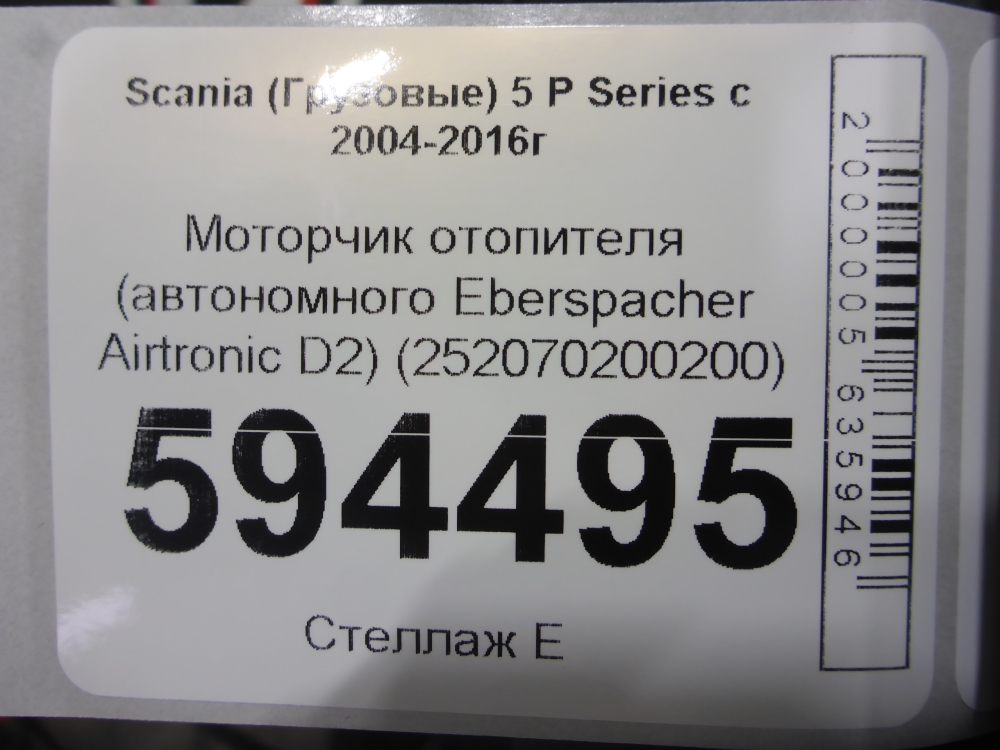 Scania (Грузовые) 5 P Series с
2004-2016г
Моторчик отопителя
(автономного Eberspacher
Airtronic D2) (252070200200)
594495
Стеллаж Е
2000005635946